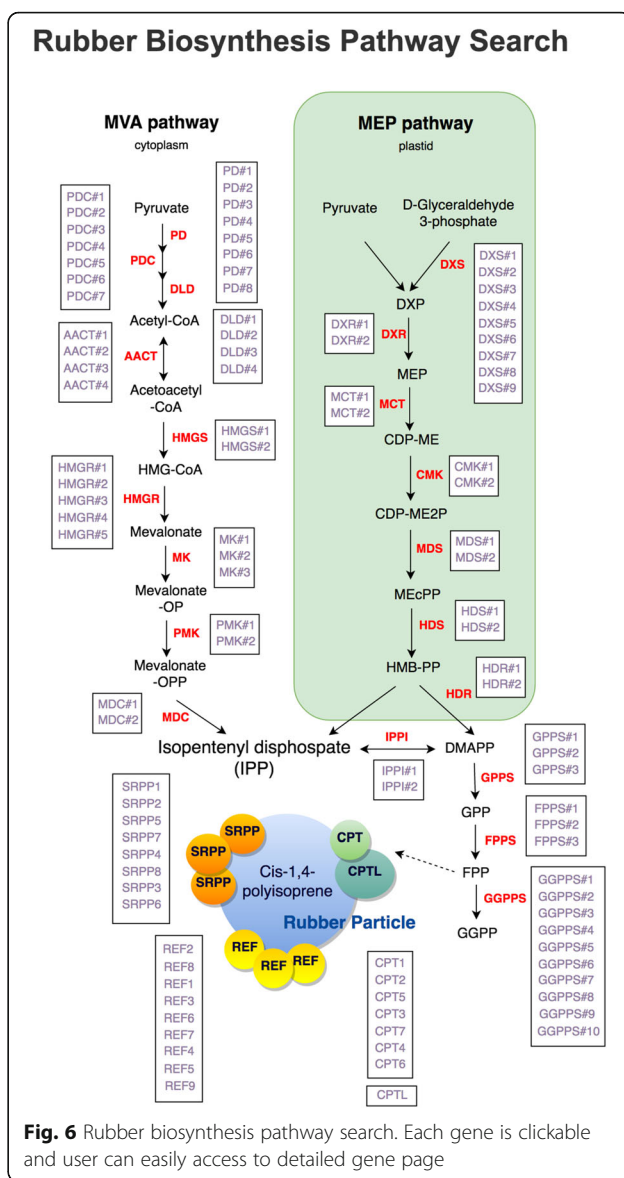 Rubber Biosynthesis Pathway Search
MVA pathway
cytoplasm
PDC#1
PDC#2
PDC#3
PDC#4
PDC#5
PDC#6
PDC#7
Pyruvate
PD
PDC
DLD
PD#1
PD#2
PD#3
PD#4
PD#5
PD#6
PD#7
PD#8
Acetyl-CoA
AACT#1
AACT#2
AACT#3
AACT#4
AACT
DLD#1
DLD#2
DLD#3
DLD#4
Acetoacetyl
-CoA
HMGS
HMGS#1
HMGS#2
HMG-CoA
HMGR#1
HMGR#2
HMGR#3
HMGR#4
HMGR#5
HMGR
Mevalonate
MK
MK#1
MK#2
MK#3
Mevalonate
-OP
PMK
PMK#1
PMK#2
Mevalonate
-OPP
MDC#1
MDC#2
MDC
MEP pathway
plastid
Pyruvate
D-Glyceraldehyde
3-phosphate
DXS
DXS#1
DXS#2
DXS#3
DXS#4
DXS#5
DXS#6
DXS#7
DXS#8
DXS#9
DXP
DXR#1
DXR#2
DXR
MEP
MCT#1
MCT#2
MCT
CDP-ME
CMK
CMK#1
CMK#2
CDP-ME2P
MDS
MDS#1
MDS#2
MEcPP
HDS
HDS#1
HDS#2
HMB-PP
HDR
HDR#1
HDR#2
Isopentenyl disphospate
(IPP)
IPPI
IPPI#1
IPPI#2
DMAPP
GPPS
GPPS#1
GPPS#2
GPPS#3
GPP
FPPS
FPPS#1
FPPS#2
FPPS#3
FPP
GGPPS
GGPPS#1
GGPPS#2
GGPPS#3
GGPPS#4
GGPPS#5
GGPPS#6
GGPPS#7
GGPPS#8
GGPPS#9
GGPPS#10
GGPP
SRPP1
SRPP2
SRPP5
SRPP7
SRPP4
SRPP8
SRPP3
SRPP6
SRPP
SRPP
SRPP
CPT
CPTL
Cis-1,4-
polyisoprene
Rubber Particle
REF
REF
REF
REF2
REF8
REF1
REF3
REF6
REF7
REF4
REF5
REF9
CPT1
CPT2
CPT5
CPT3
CPT7
CPT4
CPT6
CPTL
Fig. 6 Rubber biosynthesis pathway search. Each gene is clickable
and user can easily access to detailed gene page